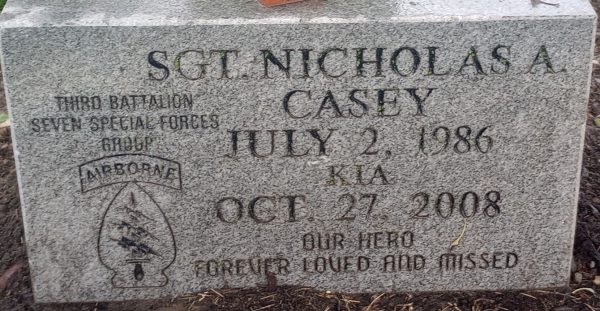 SGT. NICHOLAS A.
CASEY
JULY 2, 1986
KIA
OCT. 27, 2008
OUR HERO
FOREVER LOVED AND MISSED
THIRD BATTALION
SEVEN SPECIAL FORCES
GROUP
AIRBORNE